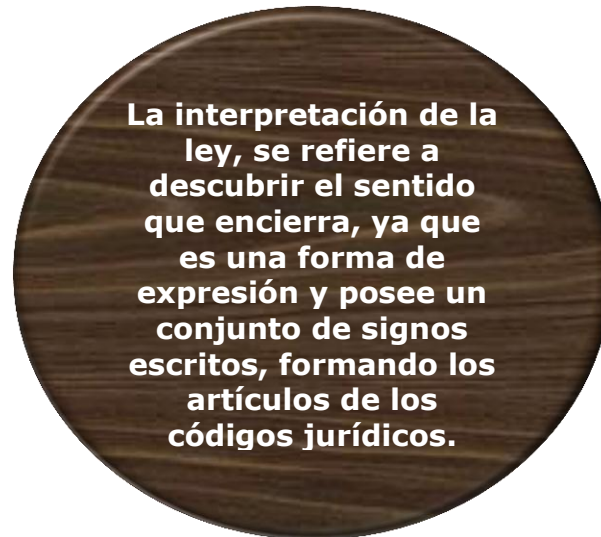 La interpretación de la
ley, se refiere a
descubrir el sentido
que encierra, ya que
es una forma de
expresión y posee un
conjunto de signos
escritos, formando los
artículos de los
códigos jurídicos.